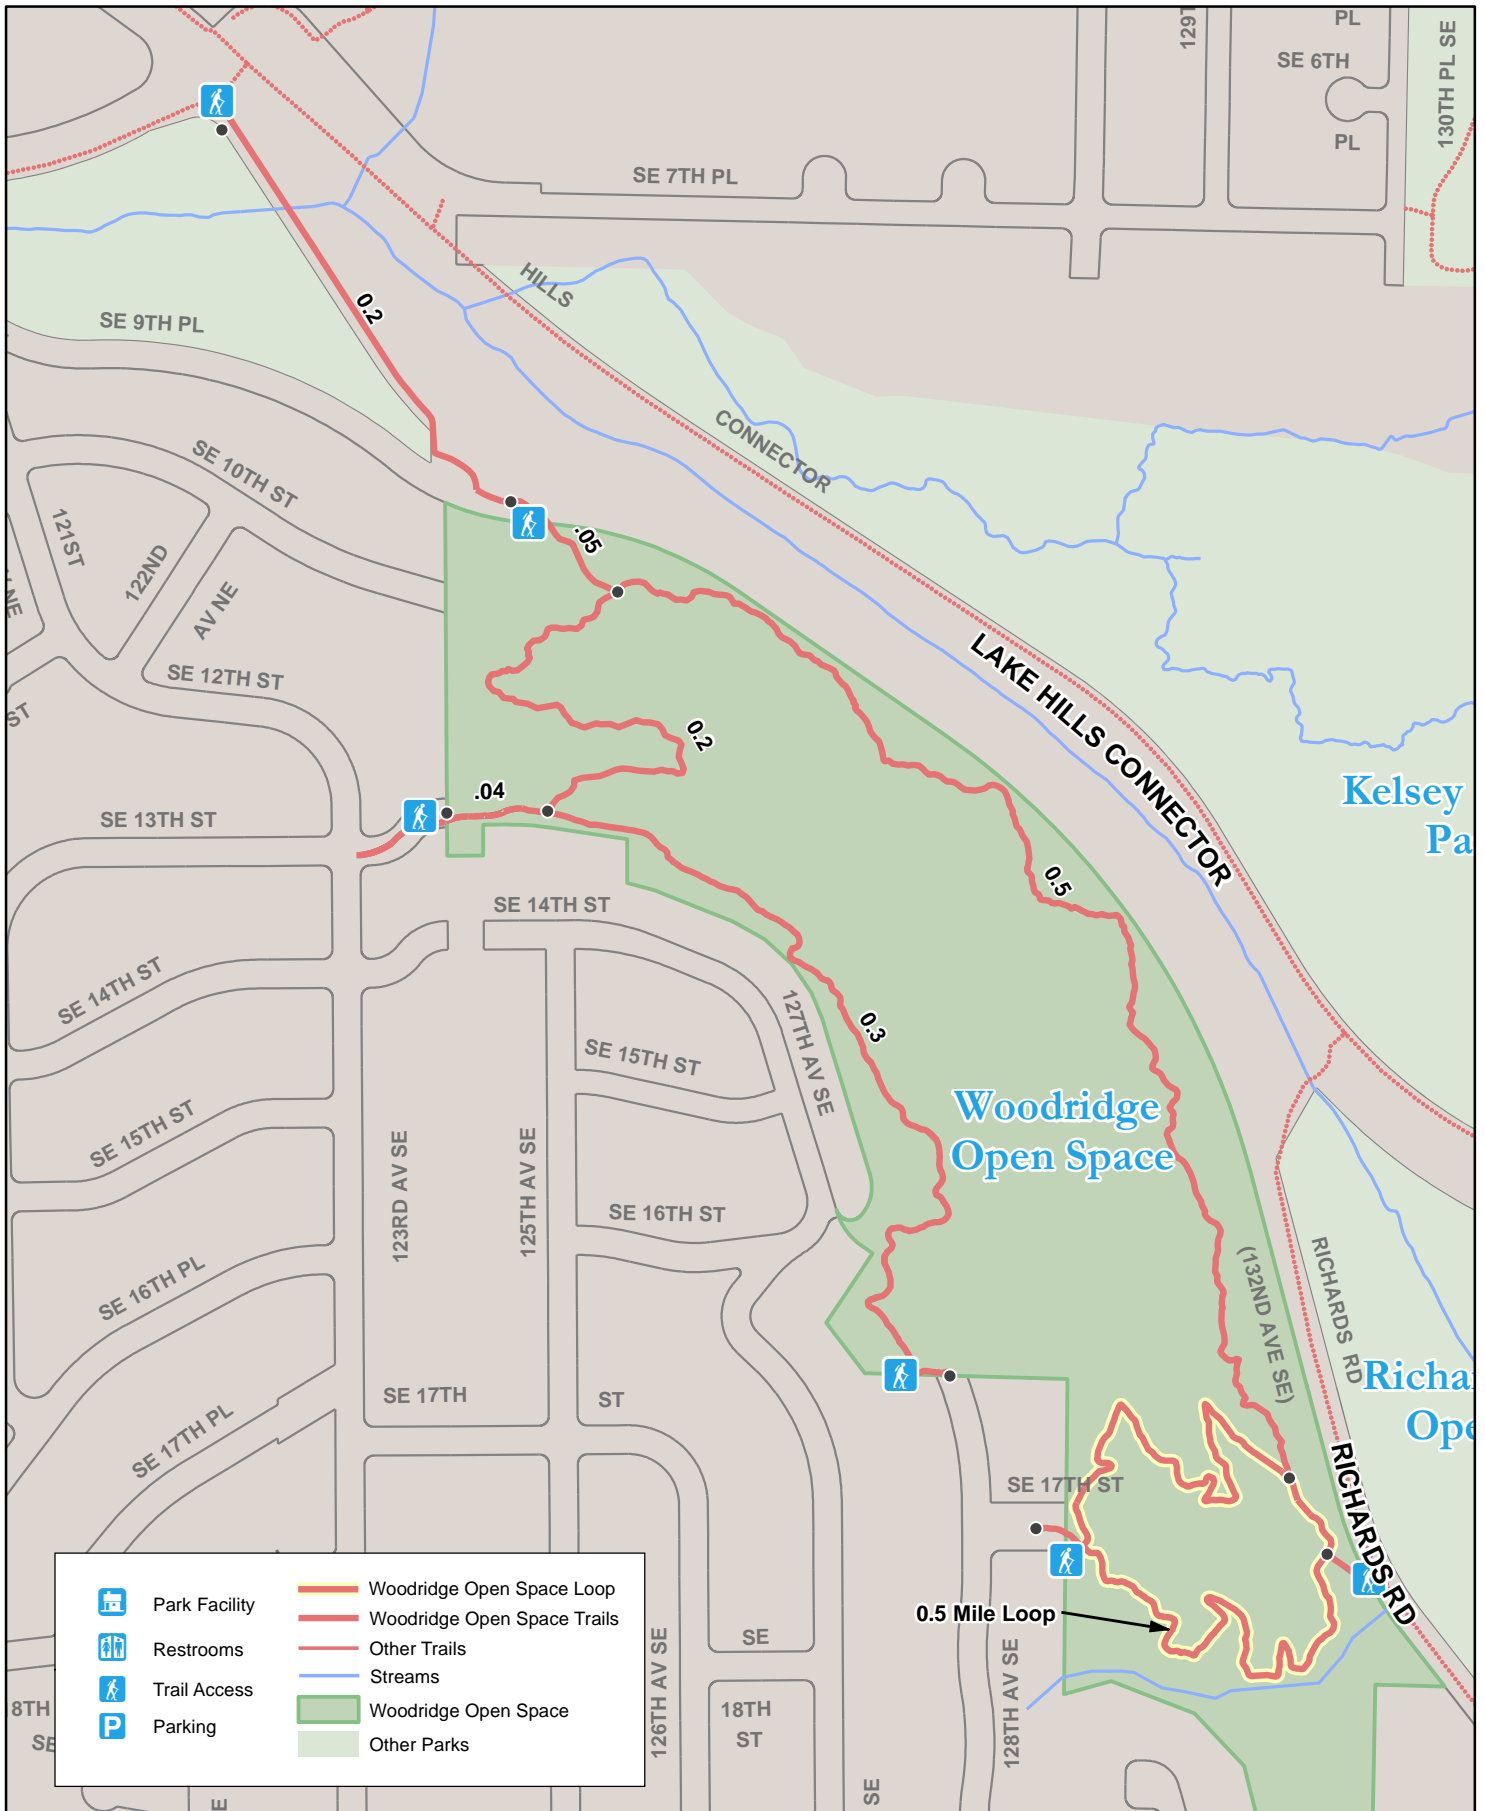 129T
PL
SE 6TH
PL
130TH PL SE
SE 7TH PL
HILLS
0.2
SE 9TH PL
CONNECTOR
SE 10TH ST
121ST
122ND
AV NE
NE
.05
SE 12TH ST
ST
LAKE HILLS CONNECTOR
0.2
.04
Kelsey
Pa
SE 13TH ST
0.5
SE 14TH ST
SE 14TH ST
127TH AV SE
0.3
SE 15TH ST
SE 15TH ST
Woodridge
Open Space
123RD AV SE
125TH AV SE
SE 16TH ST
SE 16TH PL
(132ND AVE SE)
RICHARDS RD
Richa
Ope
SE 17TH
ST
SE 17TH PL
SE 17TH ST
RICHARDS RD
0.5 Mile Loop
Park Facility
Restrooms
Trail Access
P
Parking
Woodridge Open Space Loop
Woodridge Open Space Trails
Other Trails
Streams
Woodridge Open Space
Other Parks
SE
126TH AV SE
128TH AV SE
18TH
ST
8TH
SE
SE
E